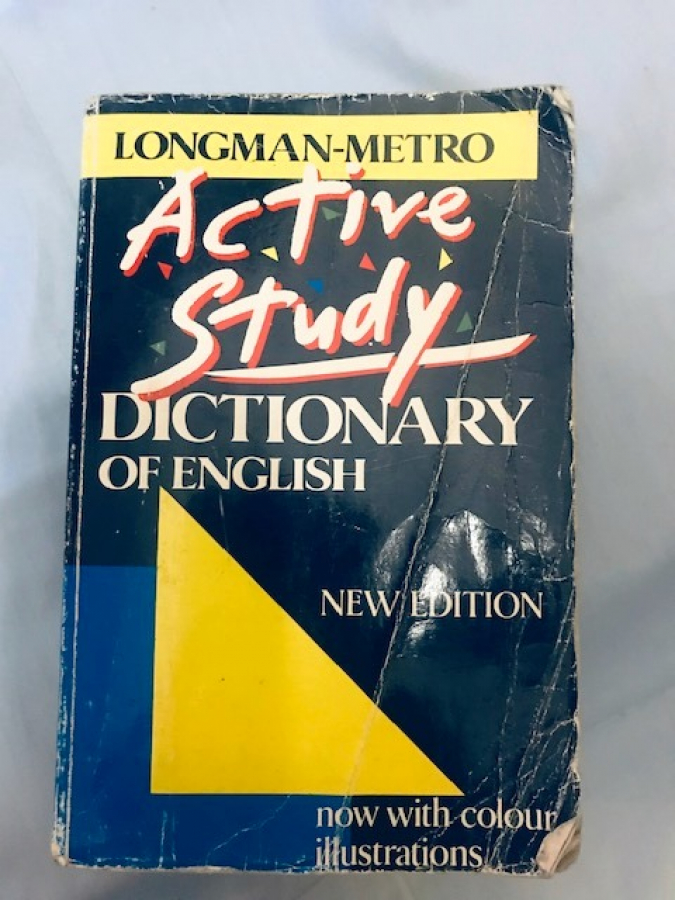 LONGMAN-METRO
Active
Study
DICTIONARY
OF ENGLISH
NEW EDITION
now with colour
illustrations